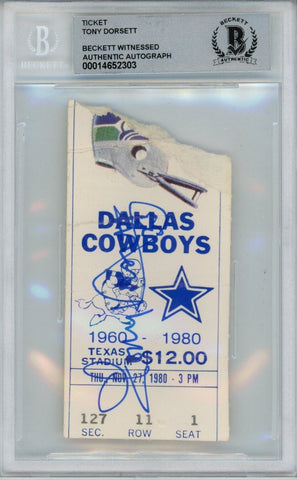 BECKETT
TICKET
TONY DORSETT
BECKETT WITNESSED
AUTHENTIC AUTOGRAPH
00014652303
BECKETT
DALLAS
COWBOYS
1960 - 1980
TEXAS
STADIUM $12.00
THU. NOV. 27, 1980 - 3 PM
127 11 1
SEC. ROW SEAT